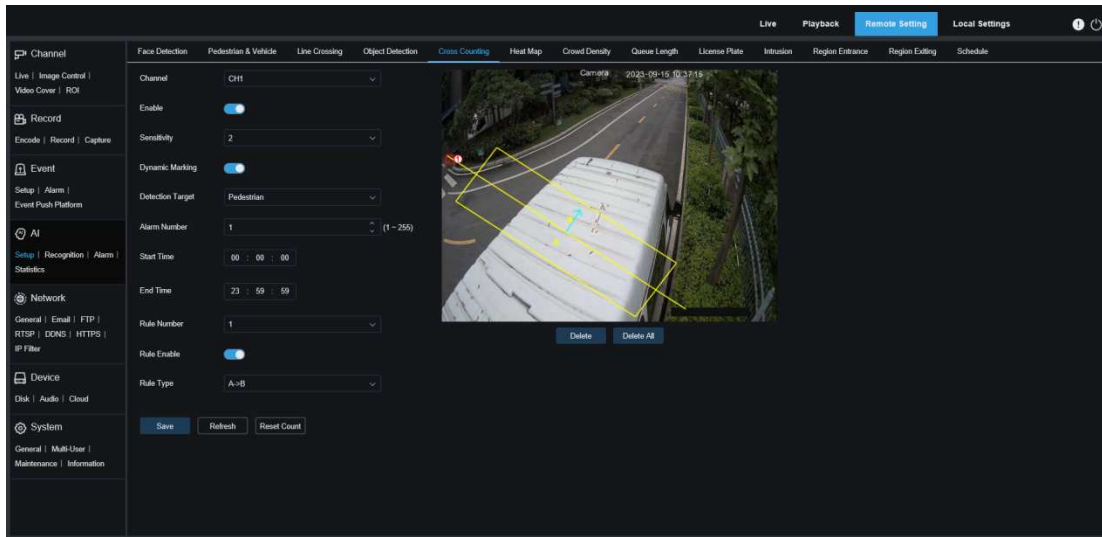 Live Playback Remote Setting Local Settings
Channel
Live | Image Control |
Video Cover | ROI
Record
Encode | Record | Capture
Event
Setup | Alarm |
Event Push Platform
AI
Setup | Recognition | Alarm |
Statistics
Network
General | Email | FTP |
RTSP | DDNS | HTTPS |
IP Filter
Device
Disk | Audio | Cloud
System
General | Multi-User |
Maintenance | Information
Face Detection Pedestrian & Vehicle Line Crossing Object Detection Cross Counting Heat Map Crowd Density Queue Length License Plate Intrusion Region Entrance Region Exiting Schedule
Channel CH1
Enable
Sensitivity 2
Dynamic Marking
Detection Target Pedestrian
Alarm Number 1 (1 ~ 255)
Start Time 00 : 00 : 00
End Time 23 : 59 : 59
Rule Number 1
Rule Enable
Rule Type A->B
Save Refresh Reset Count
Camera 2023-09-15 10:37:15
1
A
B
Delete Delete All